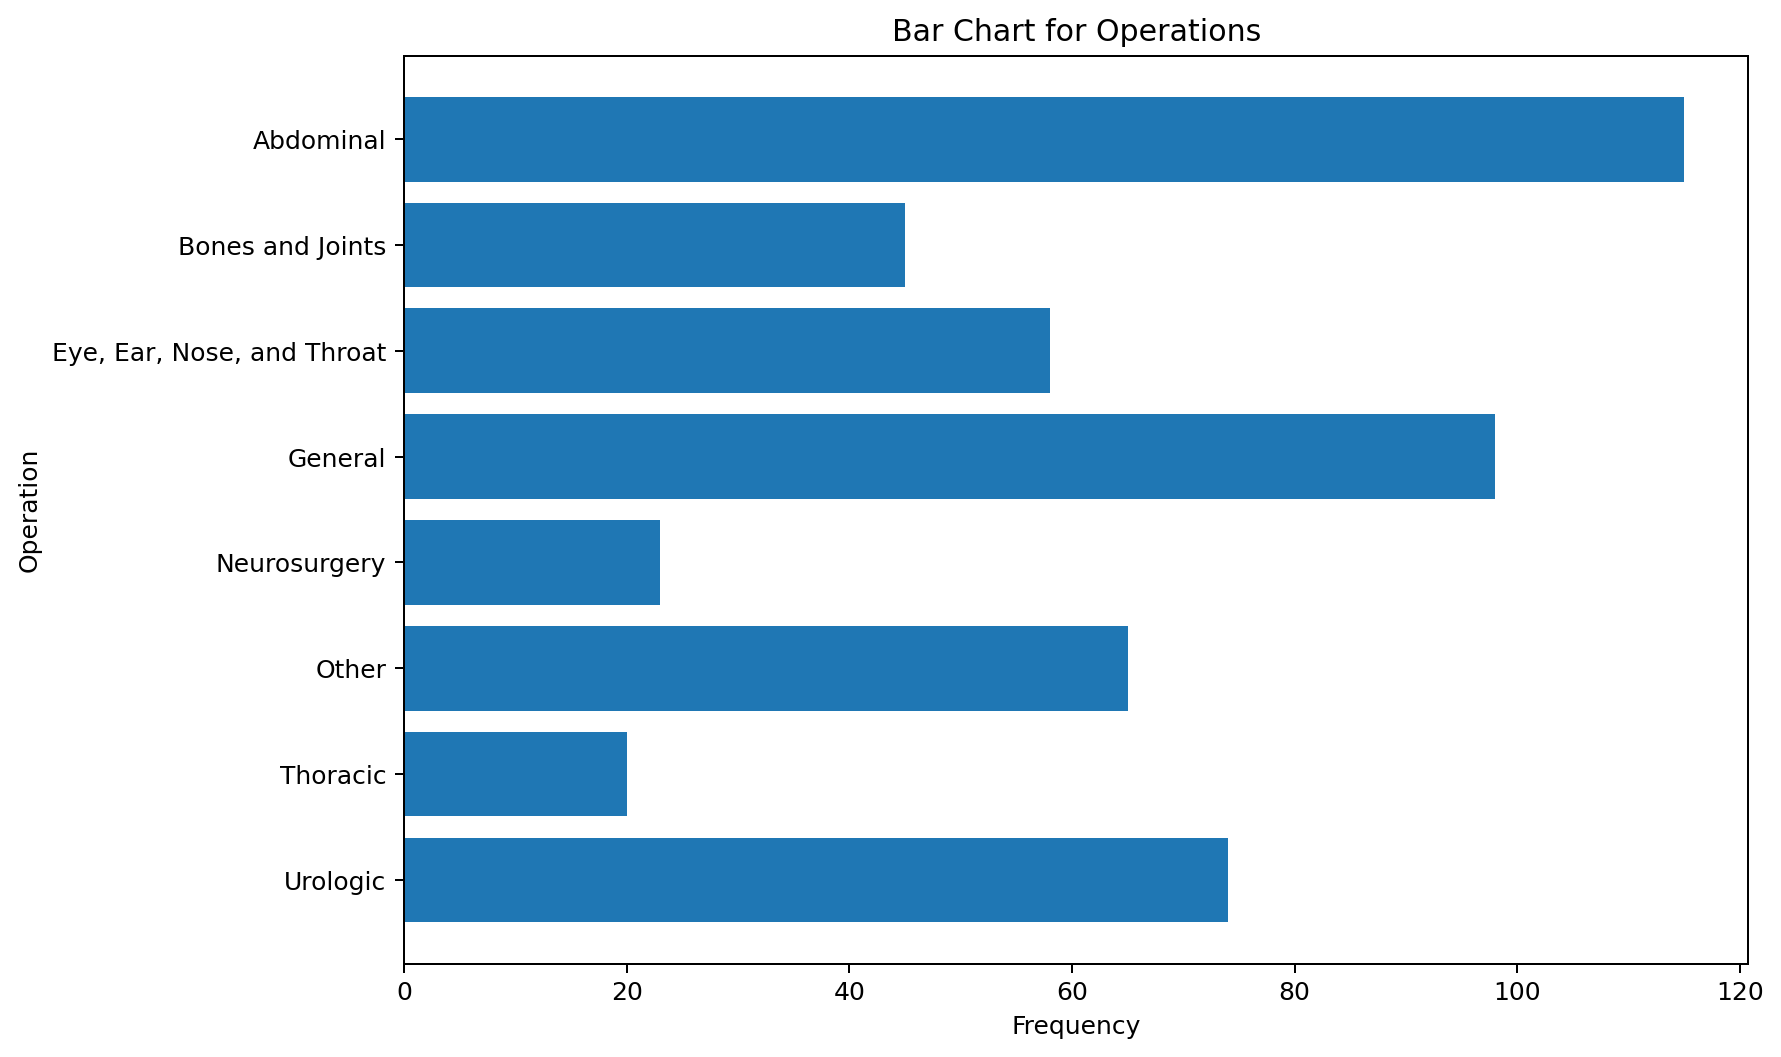 Bar Chart for Operations
Operation
Abdominal
Bones and Joints
Eye, Ear, Nose, and Throat
General
Neurosurgery
Other
Thoracic
Urologic
0 20 40 60 80 100 120
Frequency